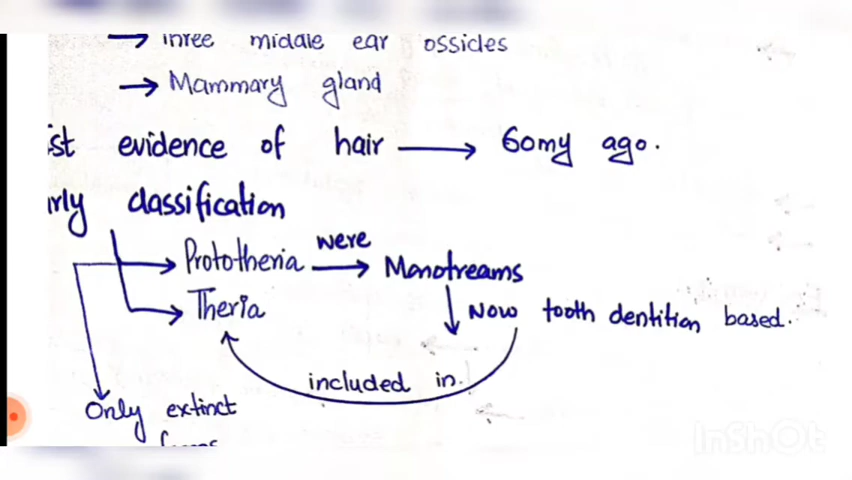 → Three middle ear ossicles
→ Mammary gland
ist evidence of hair → 60my ago.
rly classification
→ Prototheria were → Monotreams
→ Theria ↓ Now tooth dentition based.
included in.
Only extinct
forms
InShOt